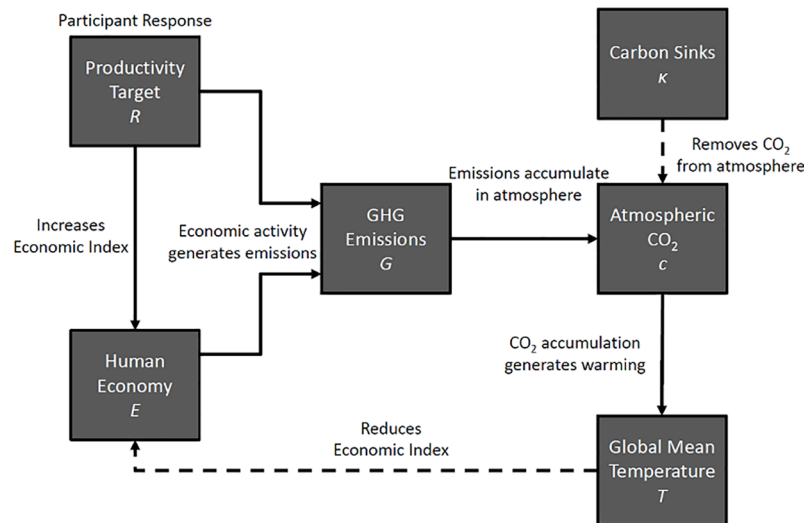 Participant Response
Productivity
Target
R
Carbon Sinks
κ
Removes CO₂
from atmosphere
Emissions accumulate
in atmosphere
Increases
Economic Index
Economic activity
generates emissions
GHG
Emissions
G
Atmospheric
CO₂
c
CO₂ accumulation
generates warming
Human
Economy
E
Reduces
Economic Index
Global Mean
Temperature
T